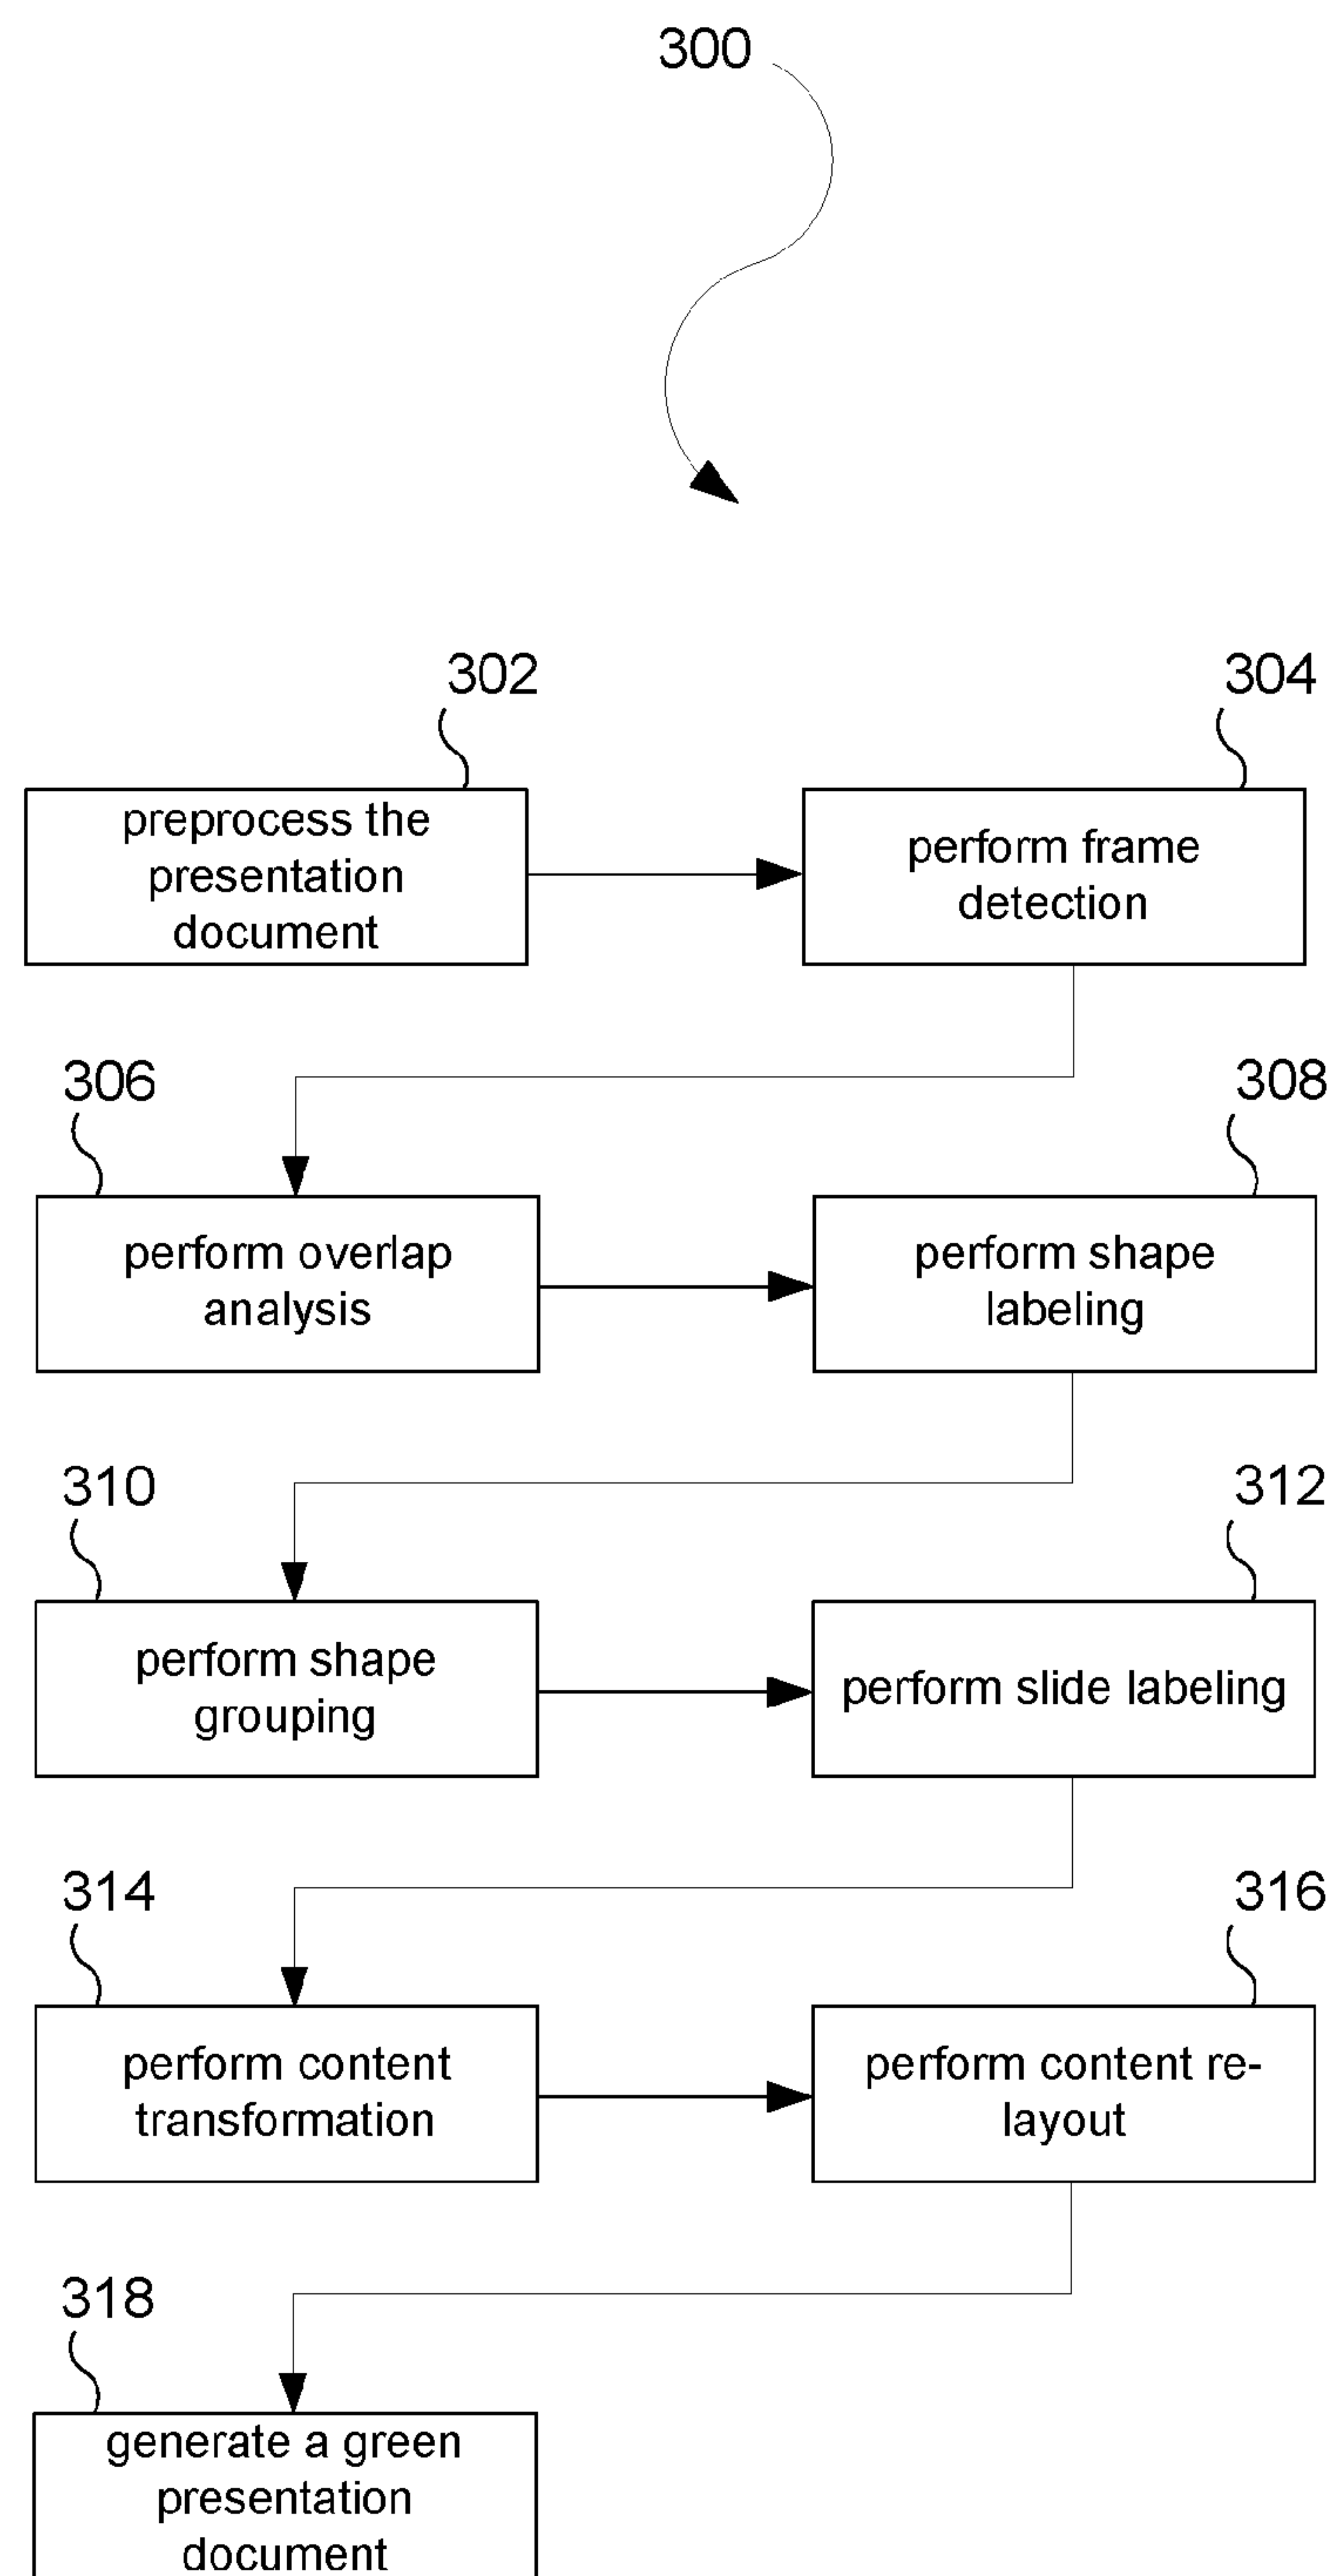 300
302
preprocess the
presentation
document
304
perform frame
detection
306
perform overlap
analysis
308
perform shape
labeling
310
perform shape
grouping
312
perform slide labeling
314
perform content
transformation
316
perform content re-
layout
318
generate a green
presentation
document